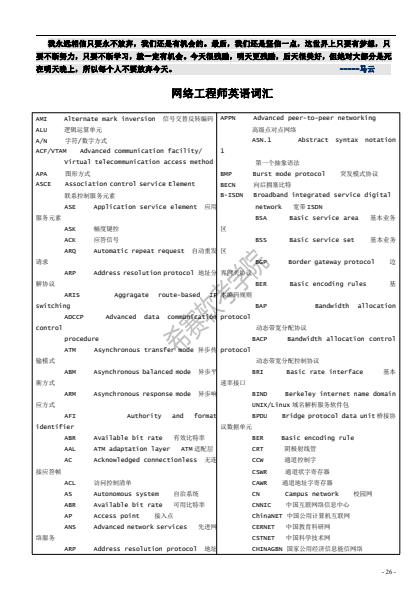 我永远相信只要永不放弃，我们还是有机会的。最后，我们还是坚信一点，这世界上只要有梦想，只
要不断努力，只要不断学习，就一定有机会。今天很残酷，明天更残酷，后天很美好，但绝对大部分是死
在明天晚上，所以每个人不要放弃今天。 -----马云
网络工程师英语词汇
AMI Alternate mark inversion 信号交替反转编码
ALU 逻辑运算单元
A/N 字符/数字方式
ACF/VTAM Advanced communication facility/
Virtual telecommunication access method
APA 图形方式
ASCE Association control service Element
联系控制服务元素
ASE Application service element 应用
服务元素
ASK 幅度键控
ACK 应答信号
ARQ Automatic repeat request 自动重发
请求
ARP Address resolution protocol 地址分
解协议
ARIS Aggragate route-based IP
switching
ADCCP Advanced data communication
control
procedure
ATM Asynchronous transfer mode 异步传
输模式
ABM Asynchronous balanced mode 异步平
衡方式
ARM Asynchronous response mode 异步响
应方式
AFI Authority and format
identifier
ABR Available bit rate 有效比特率
AAL ATM adaptation layer ATM适配层
AC Acknowledged connectionless 无连
接应答帧
ACL 访问控制清单
AS Autonomous system 自治系统
ABR Available bit rate 可用比特率
AP Access point 接入点
ANS Advanced network services 先进网
络服务
ARP Address resolution protocol 地址
APPN Advanced peer-to-peer networking
高级点对点网络
ASN.1 Abstract syntax notation
1
第一个抽象语法
BMP Burst mode protocol 突发模式协议
BECN 向后拥塞比特
B-ISDN Broadband integrated service digital
network 宽带ISDN
BSA Basic service area 基本业务
区
BSS Basic service set 基本业务
区
BGP Border gateway protocol 边
界网关协议
BER Basic encoding rules 基
本编码规则
BAP Bandwidth allocation
protocol
动态带宽分配协议
BACP Bandwidth allocation control
protocol
动态带宽分配控制协议
BRI Basic rate interface 基本
速率接口
BIND Berkeley internet name domain
UNIX/Linux 域名解析服务软件包
BPDU Bridge protocol data unit 桥接协
议数据单元
BER Basic encoding rule
CRT 阴极射线管
CCW 通道控制字
CSWR 通道状字寄存器
CAWR 通道地址字寄存器
CN Campus network 校园网
CNNIC 中国互联网络信息中心
ChinaNET 中国公用计算机互联网
CERNET 中国教育科研网
CSTNET 中国科学技术网
CHINAGBN 国家公用经济信息能信网络
希赛软考学院
- 26 -